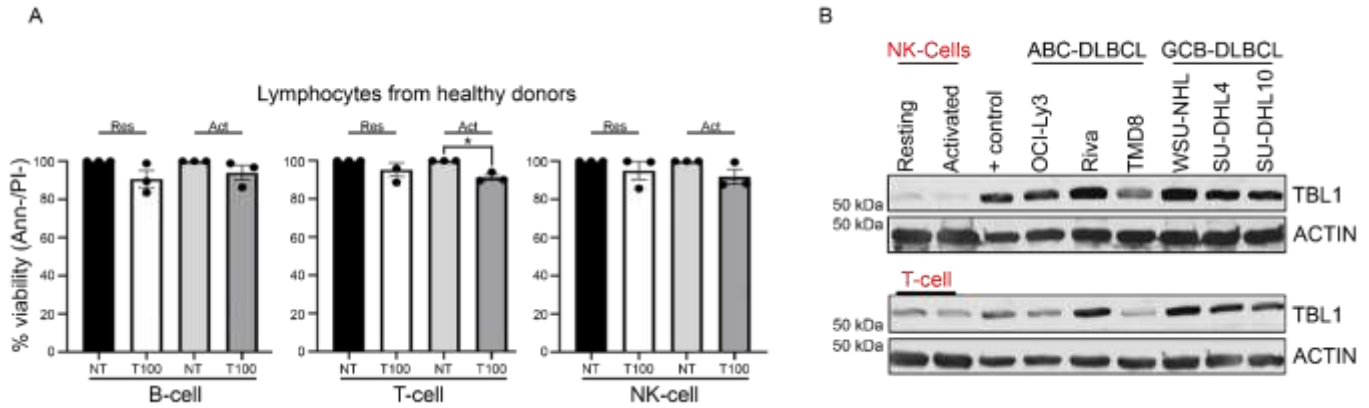 A
Lymphocytes from healthy donors
Res Act Res Act Res Act
*
% viability (Ann-/PI-)
100 100 100
80 80 80
60 60 60
40 40 40
20 20 20
0 0 0
NT T100 NT T100 NT T100 NT T100 NT T100 NT T100
B-cell T-cell NK-cell
B
NK-Cells ABC-DLBCL GCB-DLBCL
Resting Activated + control OCI-Ly3 Riva TMD8 WSU-NHL SU-DHL4 SU-DHL10
50 kDa TBL1
50 kDa ACTIN
T-cell
50 kDa TBL1
50 kDa ACTIN